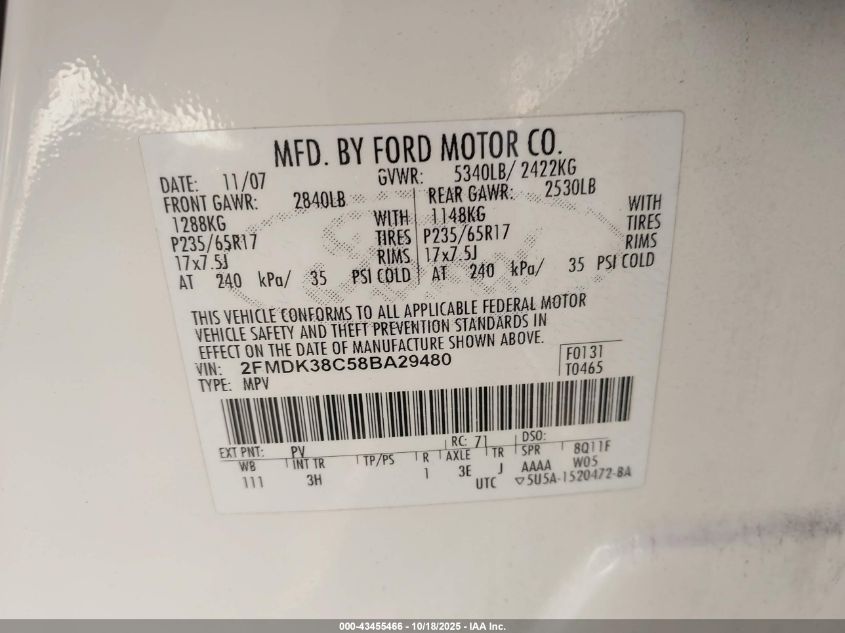 MFD. BY FORD MOTOR CO.
DATE: 11/07 GVWR: 5340LB/ 2422KG
FRONT GAWR: 2840LB REAR GAWR: 2530LB
1288KG WITH 1148KG WITH
P235/65R17 TIRES P235/65R17 TIRES
17x7.5J RIMS 17x7.5J RIMS
AT 240 kPa/ 35 PSI COLD AT 240 kPa/ 35 PSI COLD
THIS VEHICLE CONFORMS TO ALL APPLICABLE FEDERAL MOTOR
VEHICLE SAFETY AND THEFT PREVENTION STANDARDS IN
EFFECT ON THE DATE OF MANUFACTURE SHOWN ABOVE.
VIN: 2FMDK38C58BA29480 F0131
TYPE: MPV T0465
EXT PNT: PV RC: 71 DSO:
WB INT TR TP/PS R AXLE TR SPR 8Q11F
111 3H 1 3E J AAAA W05
UTC ▽5U5A-1520472-BA
000-43455466 - 10/18/2025 - IAA Inc.